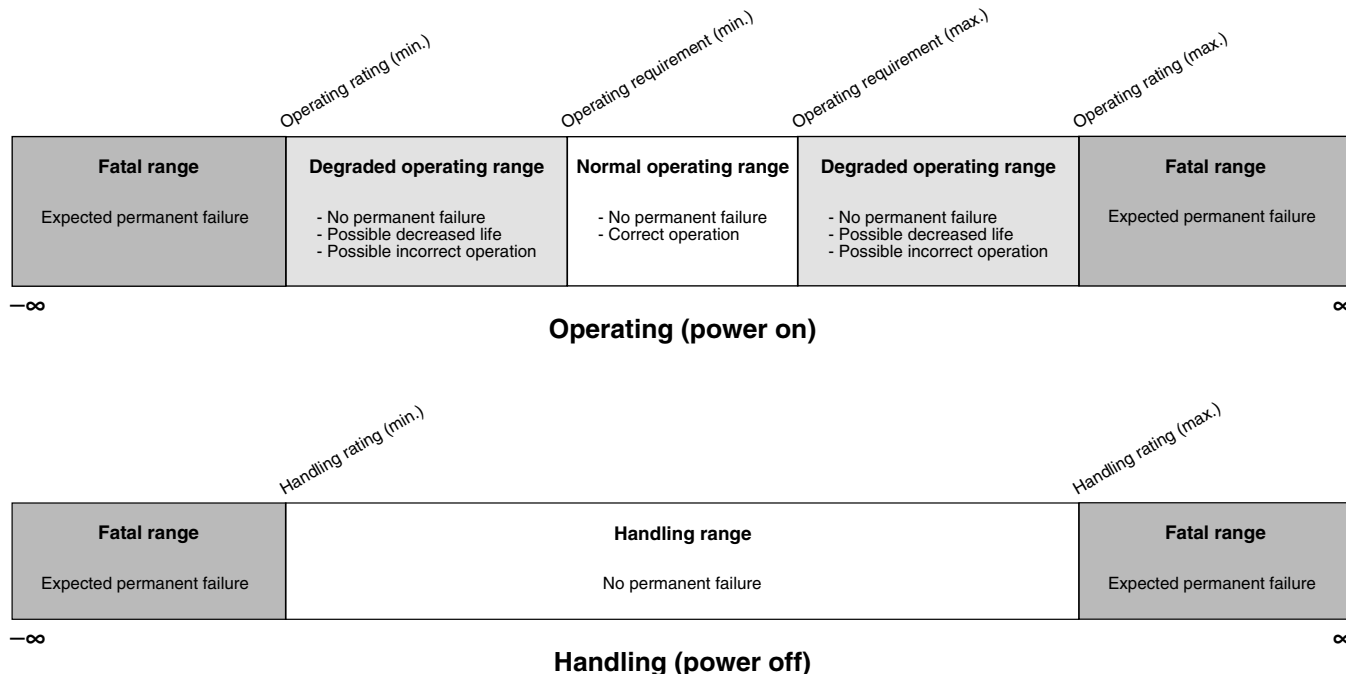 Operating rating (min.)
Operating requirement (min.)
Operating requirement (max.)
Operating rating (max.)
Fatal range
Expected permanent failure
Degraded operating range
- No permanent failure
- Possible decreased life
- Possible incorrect operation
Normal operating range
- No permanent failure
- Correct operation
Degraded operating range
- No permanent failure
- Possible decreased life
- Possible incorrect operation
Fatal range
Expected permanent failure
–∞
∞
Operating (power on)
Handling rating (min.)
Handling rating (max.)
Fatal range
Expected permanent failure
Handling range
No permanent failure
Fatal range
Expected permanent failure
–∞
∞
Handling (power off)